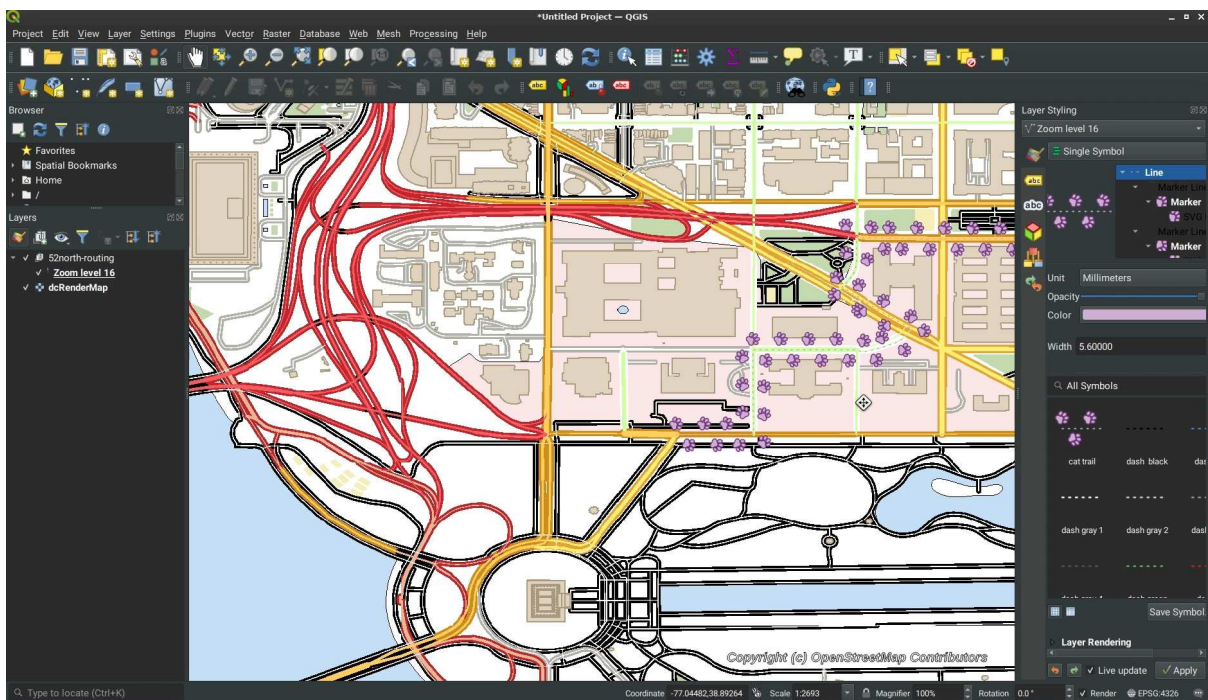 *Untitled Project — QGIS
Project Edit View Layer Settings Plugins Vector Raster Database Web Mesh Processing Help
Browser
Favorites
Spatial Bookmarks
Home
/
Layers
52north-routing
Zoom level 16
dcRenderMap
Copyright (c) OpenStreetMap Contributors
Layer Styling
Zoom level 16
Single Symbol
Line
Marker Line
Marker
SVG
Marker Line
Marker
Unit Millimeters
Opacity
Color
Width 5.60000
All Symbols
cat trail dash black das
dash gray 1 dash gray 2 dash
Save Symbol.
Layer Rendering
Live update Apply
Type to locate (Ctrl+K) Coordinate -77.04482,38.89264 Scale 1:2693 Magnifier 100% Rotation 0.0 ° Render EPSG:4326